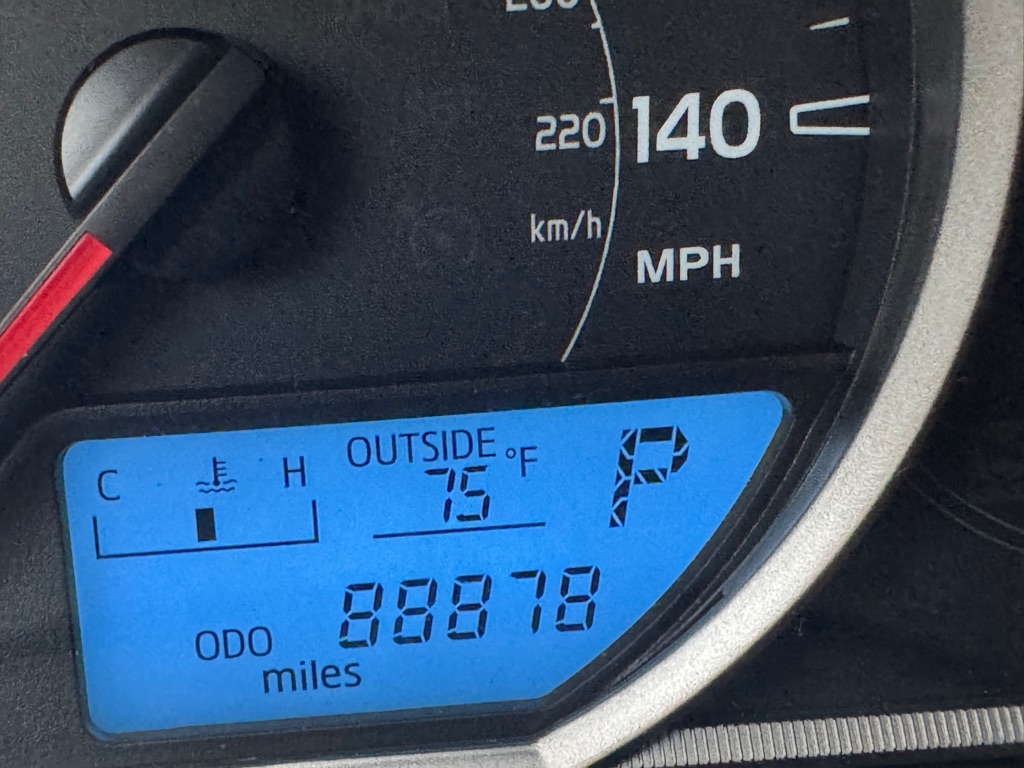 220
140
km/h
MPH
C H
OUTSIDE
75 °F
P
88878
ODO
miles